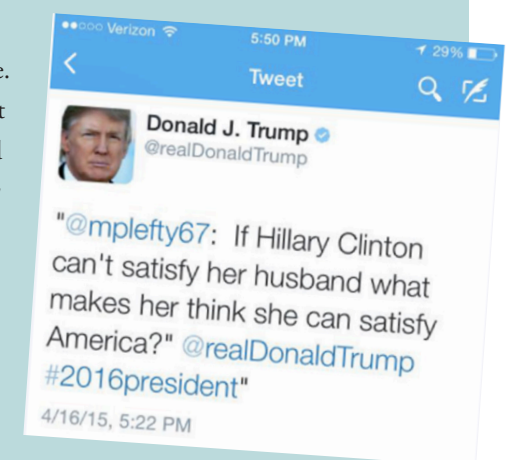 Verizon 5:50 PM 29%
Tweet
Donald J. Trump
@realDonaldTrump
"@mplefty67: If Hillary Clinton
can't satisfy her husband what
makes her think she can satisfy
America?" @realDonaldTrump
#2016president"
4/16/15, 5:22 PM